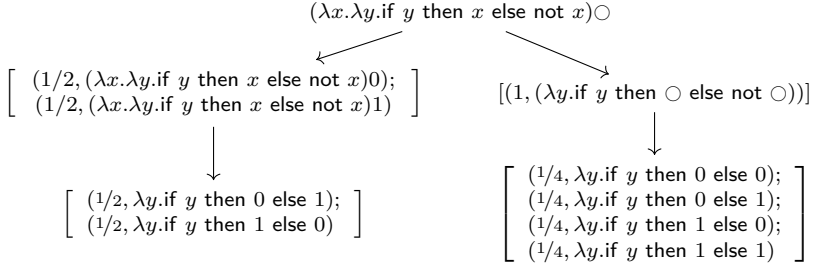 (λx.λy.if y then x else not x)○
[ (1/2, (λx.λy.if y then x else not x)0);
(1/2, (λx.λy.if y then x else not x)1) ]
[(1, (λy.if y then ○ else not ○))]
[ (1/2, λy.if y then 0 else 1);
(1/2, λy.if y then 1 else 0) ]
[ (1/4, λy.if y then 0 else 0);
(1/4, λy.if y then 0 else 1);
(1/4, λy.if y then 1 else 0);
(1/4, λy.if y then 1 else 1) ]